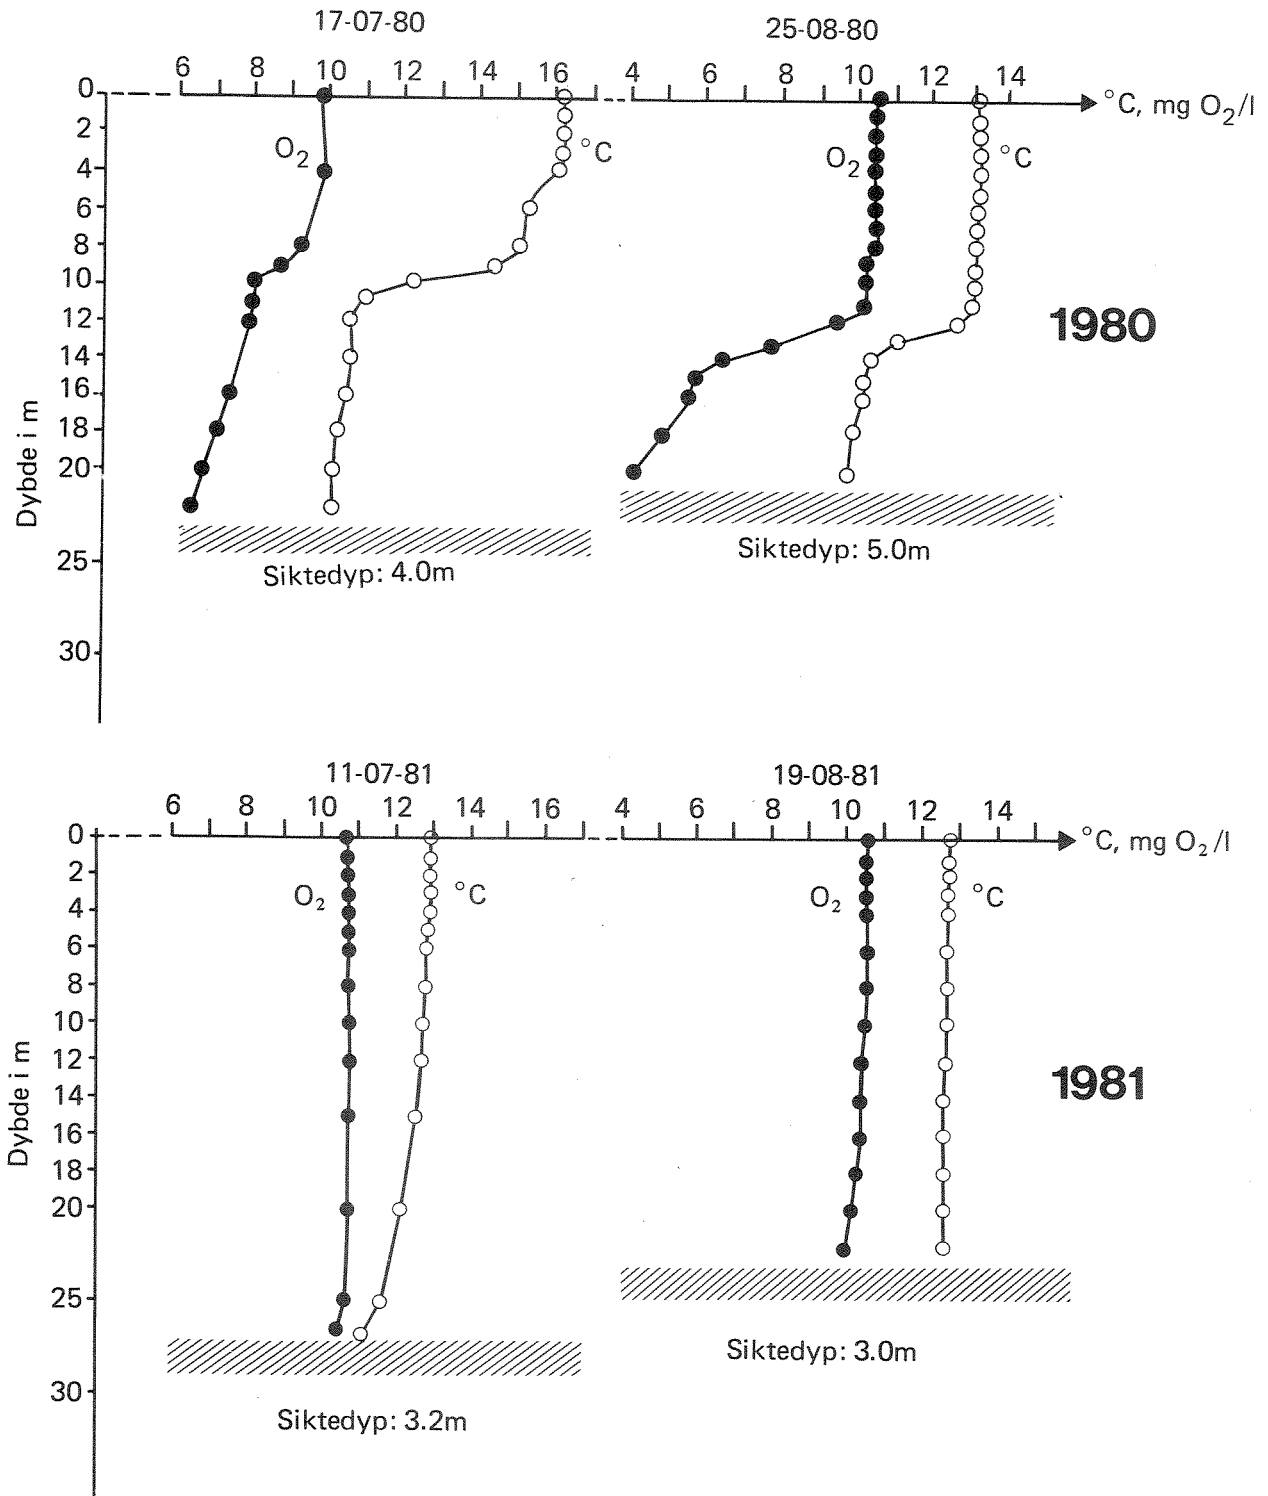 17-07-80
25-08-80
6 8 10 12 14 16 4 6 8 10 12 14
°C, mg O₂/l
0
2
4
6
8
10
12
14
16
18
20
25
30
Dybde i m
O₂
°C
O₂
°C
1980
Siktedyp: 4.0m
Siktedyp: 5.0m
11-07-81
19-08-81
6 8 10 12 14 16 4 6 8 10 12 14
°C, mg O₂/l
0
2
4
6
8
10
12
14
16
18
20
25
30
Dybde i m
O₂
°C
O₂
°C
1981
Siktedyp: 3.2m
Siktedyp: 3.0m